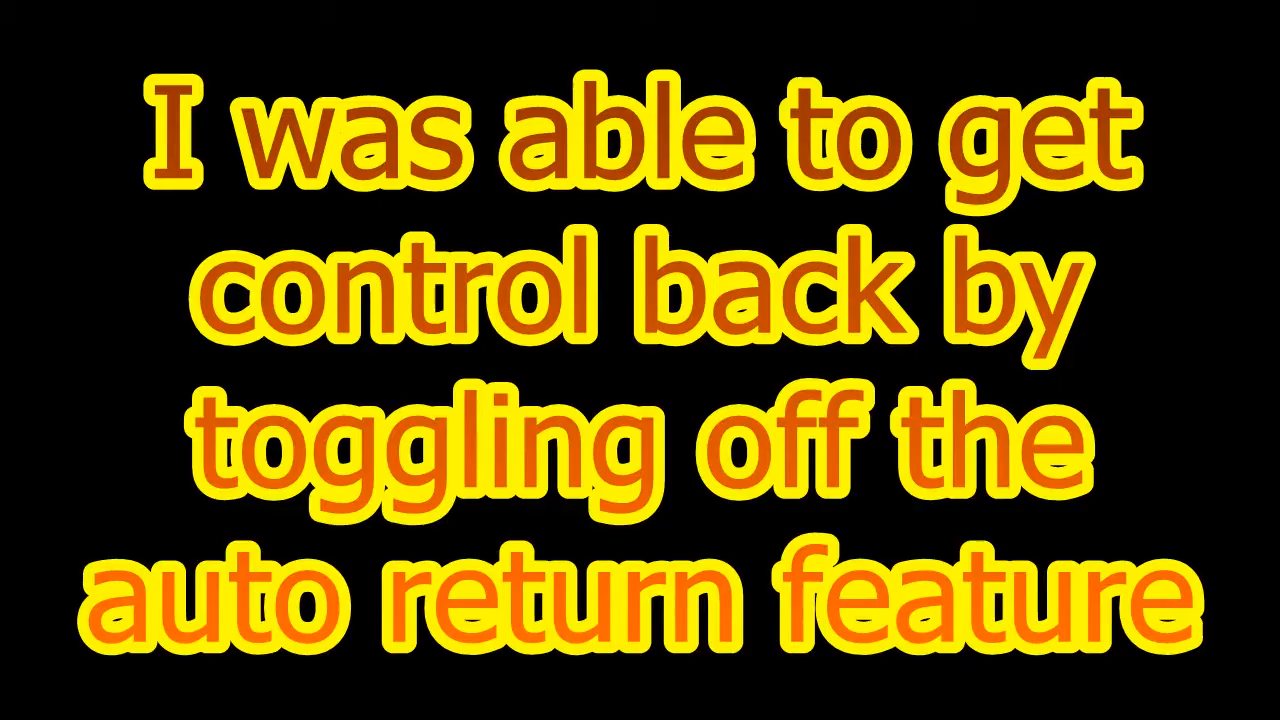 I was able to get
control back by
toggling off the
auto return feature